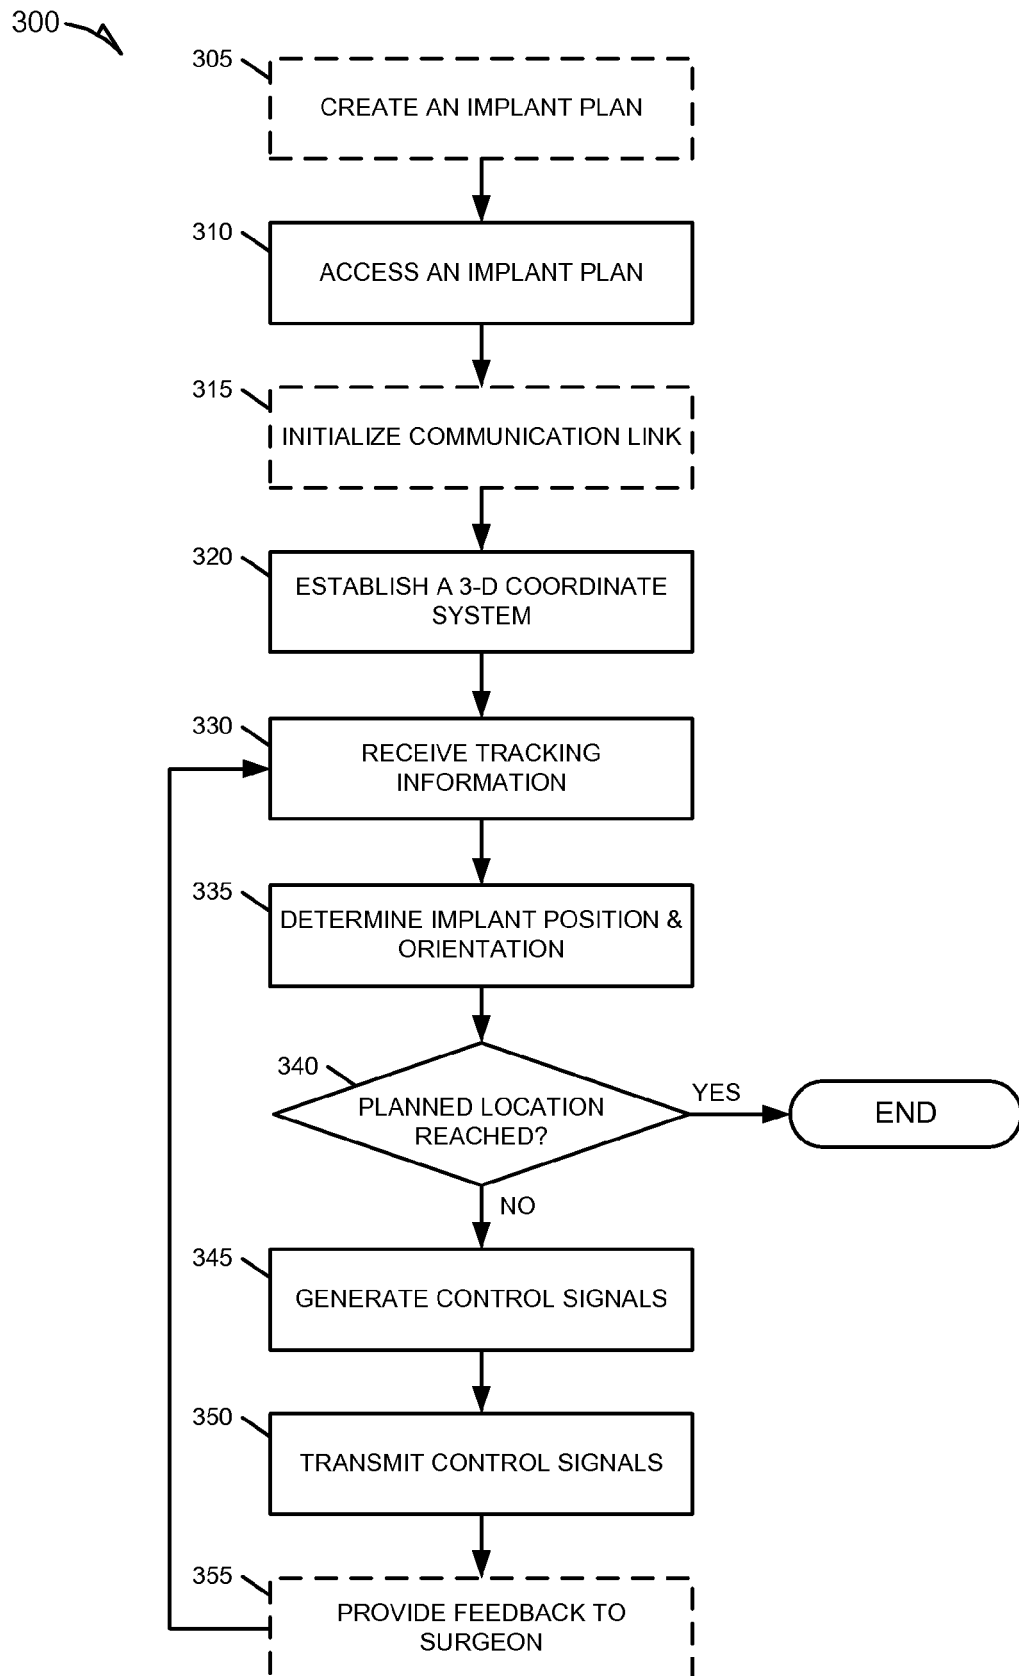 300
305
CREATE AN IMPLANT PLAN
310
ACCESS AN IMPLANT PLAN
315
INITIALIZE COMMUNICATION LINK
320
ESTABLISH A 3-D COORDINATE
SYSTEM
330
RECEIVE TRACKING
INFORMATION
335
DETERMINE IMPLANT POSITION &
ORIENTATION
340
PLANNED LOCATION
REACHED?
YES
END
NO
345
GENERATE CONTROL SIGNALS
350
TRANSMIT CONTROL SIGNALS
355
PROVIDE FEEDBACK TO
SURGEON